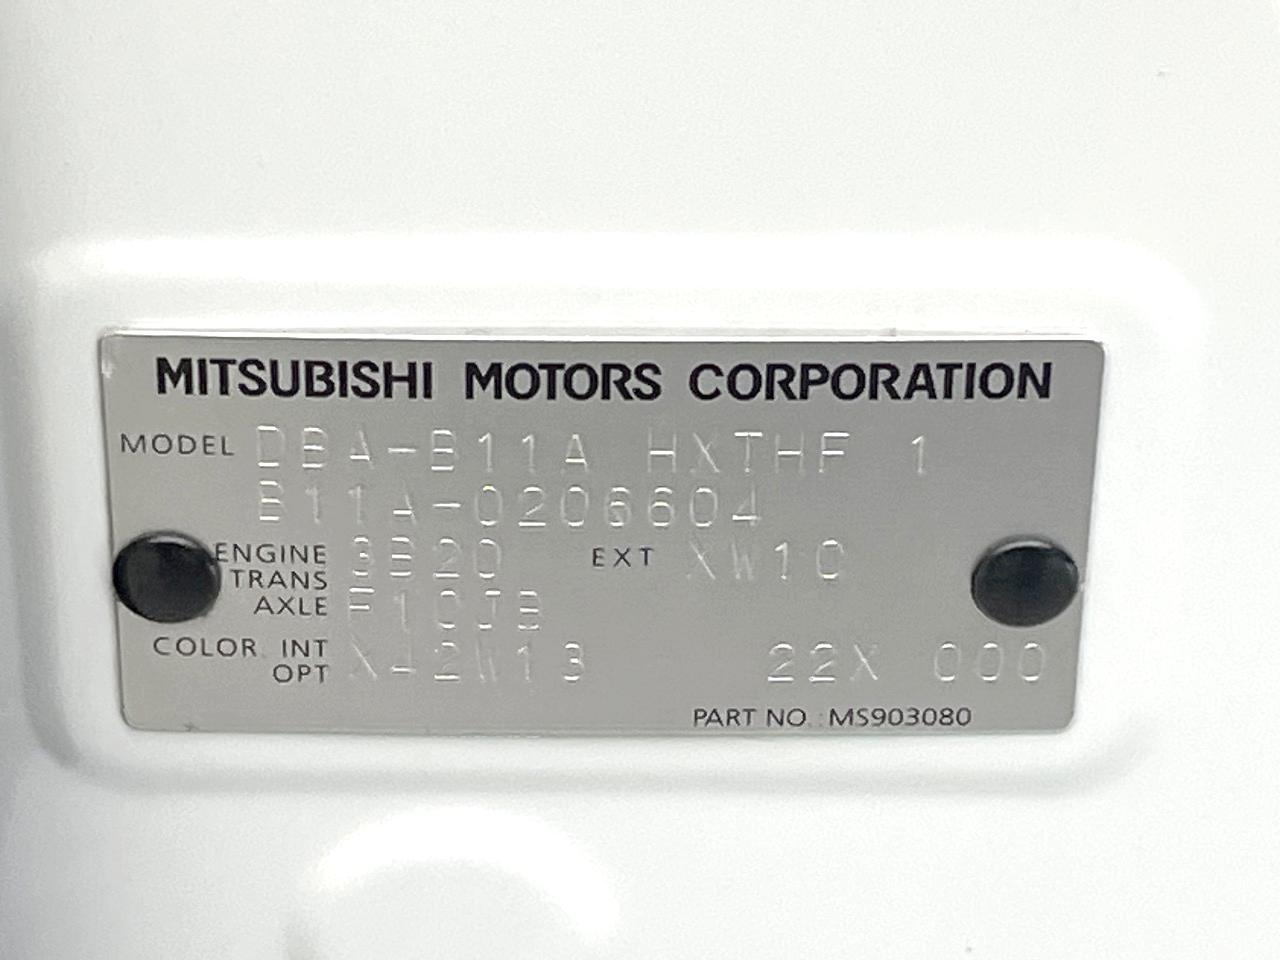 MITSUBISHI MOTORS CORPORATION
MODEL DBA-B11A HXTHF 1
B11A-0206604
ENGINE 3B20 EXT XW10
TRANS
AXLE F1CJB
COLOR INT
OPT X42W13 22X 000
PART NO. : MS903080